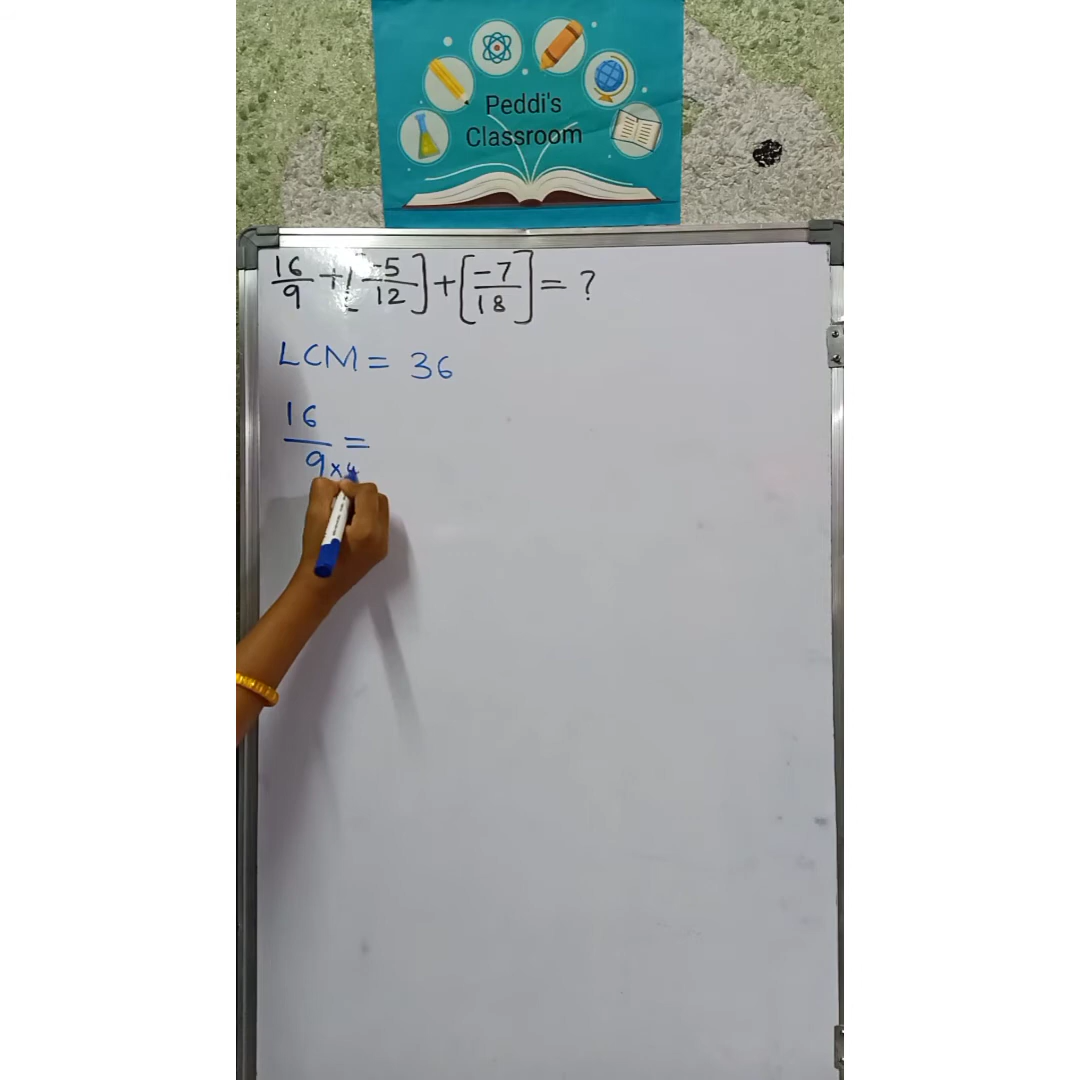 Peddi's
Classroom
16/9 + [-5/12] + [-7/18] = ?
LCM = 36
16
9 × 4 =